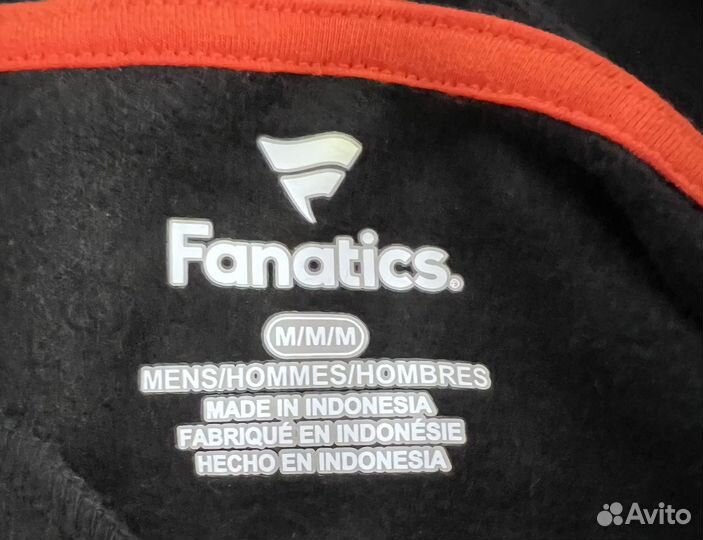 Fanatics.®
M/M/M
MENS/HOMMES/HOMBRES
MADE IN INDONESIA
FABRIQUÉ EN INDONÉSIE
HECHO EN INDONESIA
Avito